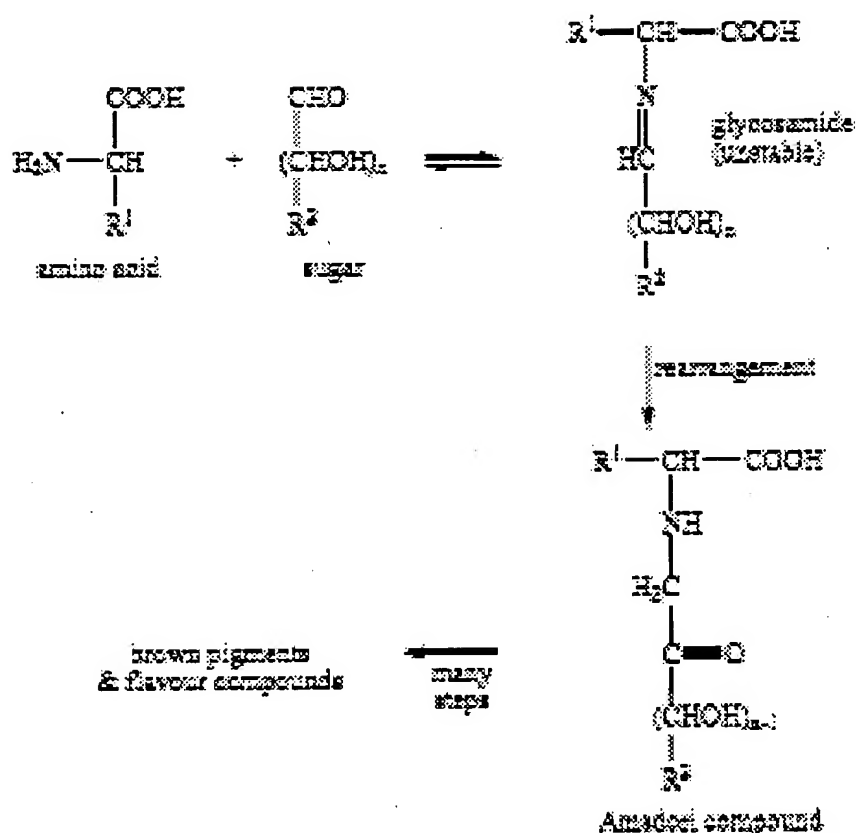 R¹—CH—COOH
COOH
CHO
N
glycosamide
(unstable)
H₂N—CH
+
(CHOH)ₙ
HC
R¹
R²
(CHOH)ₙ
amino acid
sugar
R²
rearrangement
R¹—CH—COOH
NH
H₂C
brown pigments
& flavour compounds
many
steps
C=O
(CHOH)ₙ₋₁
R²
Amadori compound